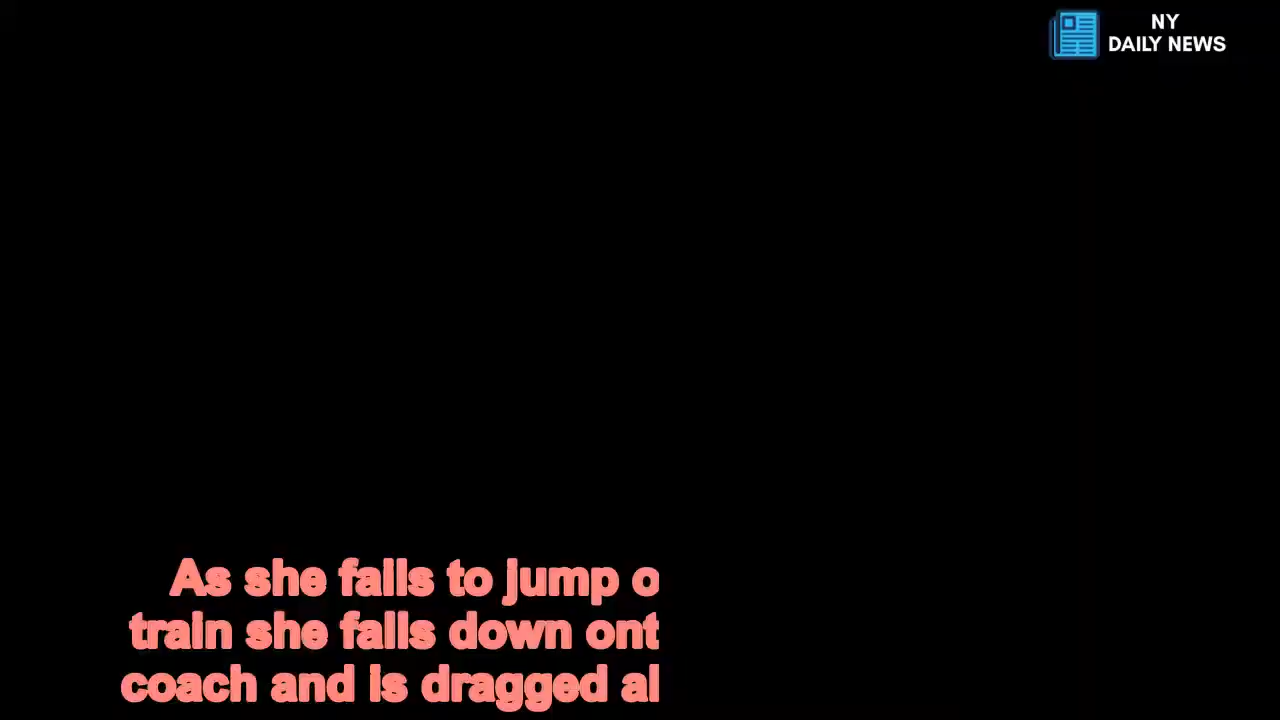 NY
DAILY NEWS
As she fails to jump o
train she falls down ont
coach and is dragged al